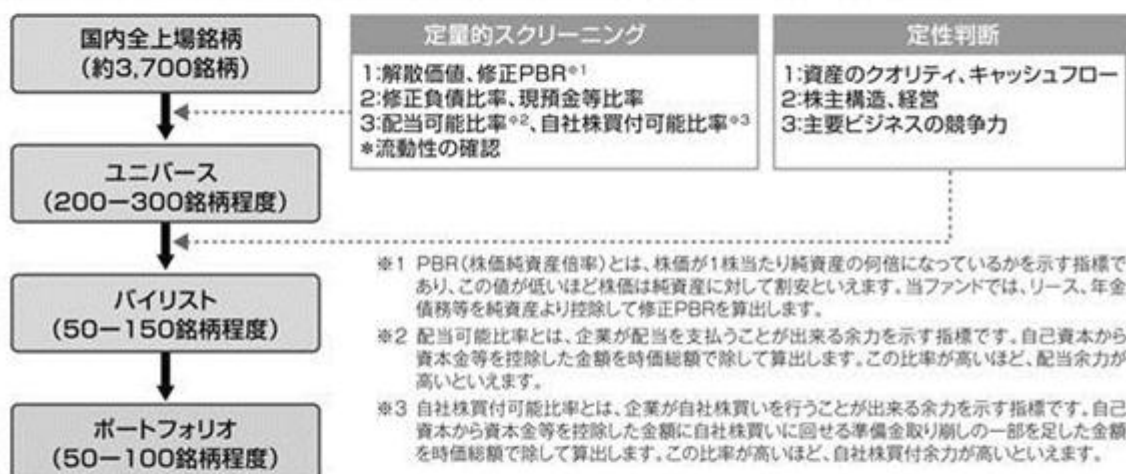 国内全上場銘柄
(約3,700銘柄)
定量的スクリーニング
1:解散価値、修正PBR※1
2:修正負債比率、現預金等比率
3:配当可能比率※2、自社株買付可能比率※3
*流動性の確認
定性判断
1:資産のクオリティ、キャッシュフロー
2:株主構造、経営
3:主要ビジネスの競争力
ユニバース
(200-300銘柄程度)
バイリスト
(50-150銘柄程度)
ポートフォリオ
(50-100銘柄程度)
※1 PBR(株価純資産倍率)とは、株価が1株当たり純資産の何倍になっているかを示す指標で
あり、この値が低いほど株価は純資産に対して割安といえます。当ファンドでは、リース、年金
債務等を純資産より控除して修正PBRを算出します。
※2 配当可能比率とは、企業が配当を支払うことが出来る余力を示す指標です。自己資本から
資本金等を控除した金額を時価総額で除して算出します。この比率が高いほど、配当余力が
高いといえます。
※3 自社株買付可能比率とは、企業が自社株買いを行うことが出来る余力を示す指標です。自己
資本から資本金等を控除した金額に自社株買いに回せる準備金取り崩しの一部を足した金額
を時価総額で除して算出します。この比率が高いほど、自社株買付余力が高いといえます。